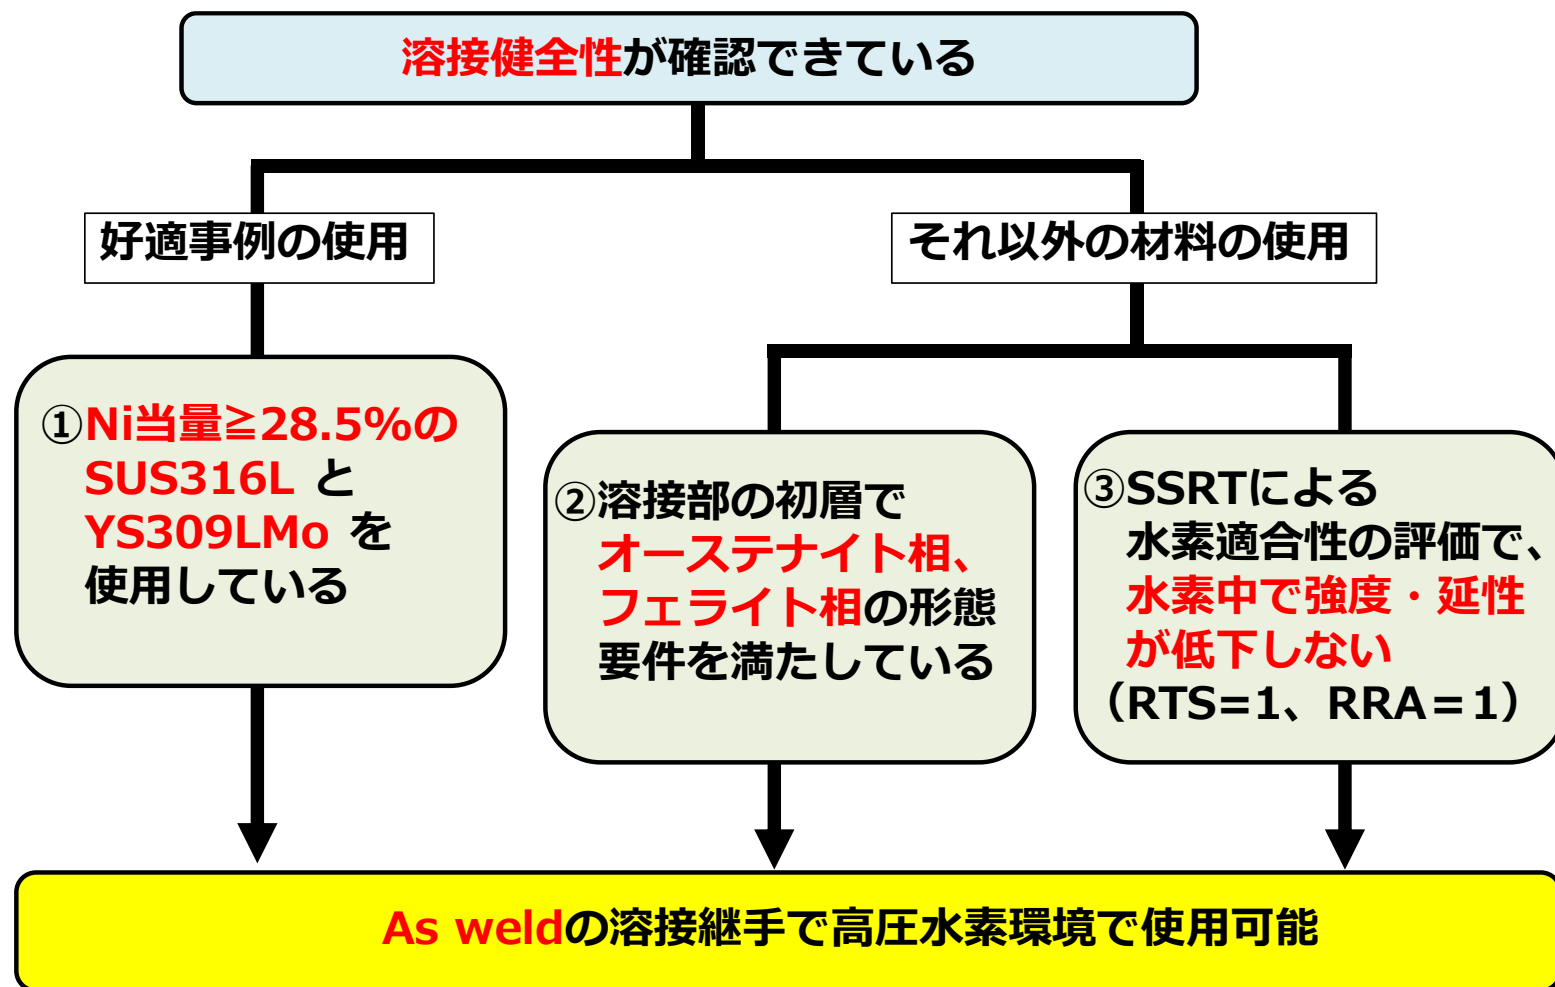 溶接健全性が確認できている
好適事例の使用
それ以外の材料の使用
①Ni当量≧28.5%の
SUS316L と
YS309LMo を
使用している
②溶接部の初層で
オーステナイト相、
フェライト相の形態
要件を満たしている
③SSRTによる
水素適合性の評価で、
水素中で強度・延性
が低下しない
（RTS=1、RRA＝1）
As weldの溶接継手で高圧水素環境で使用可能